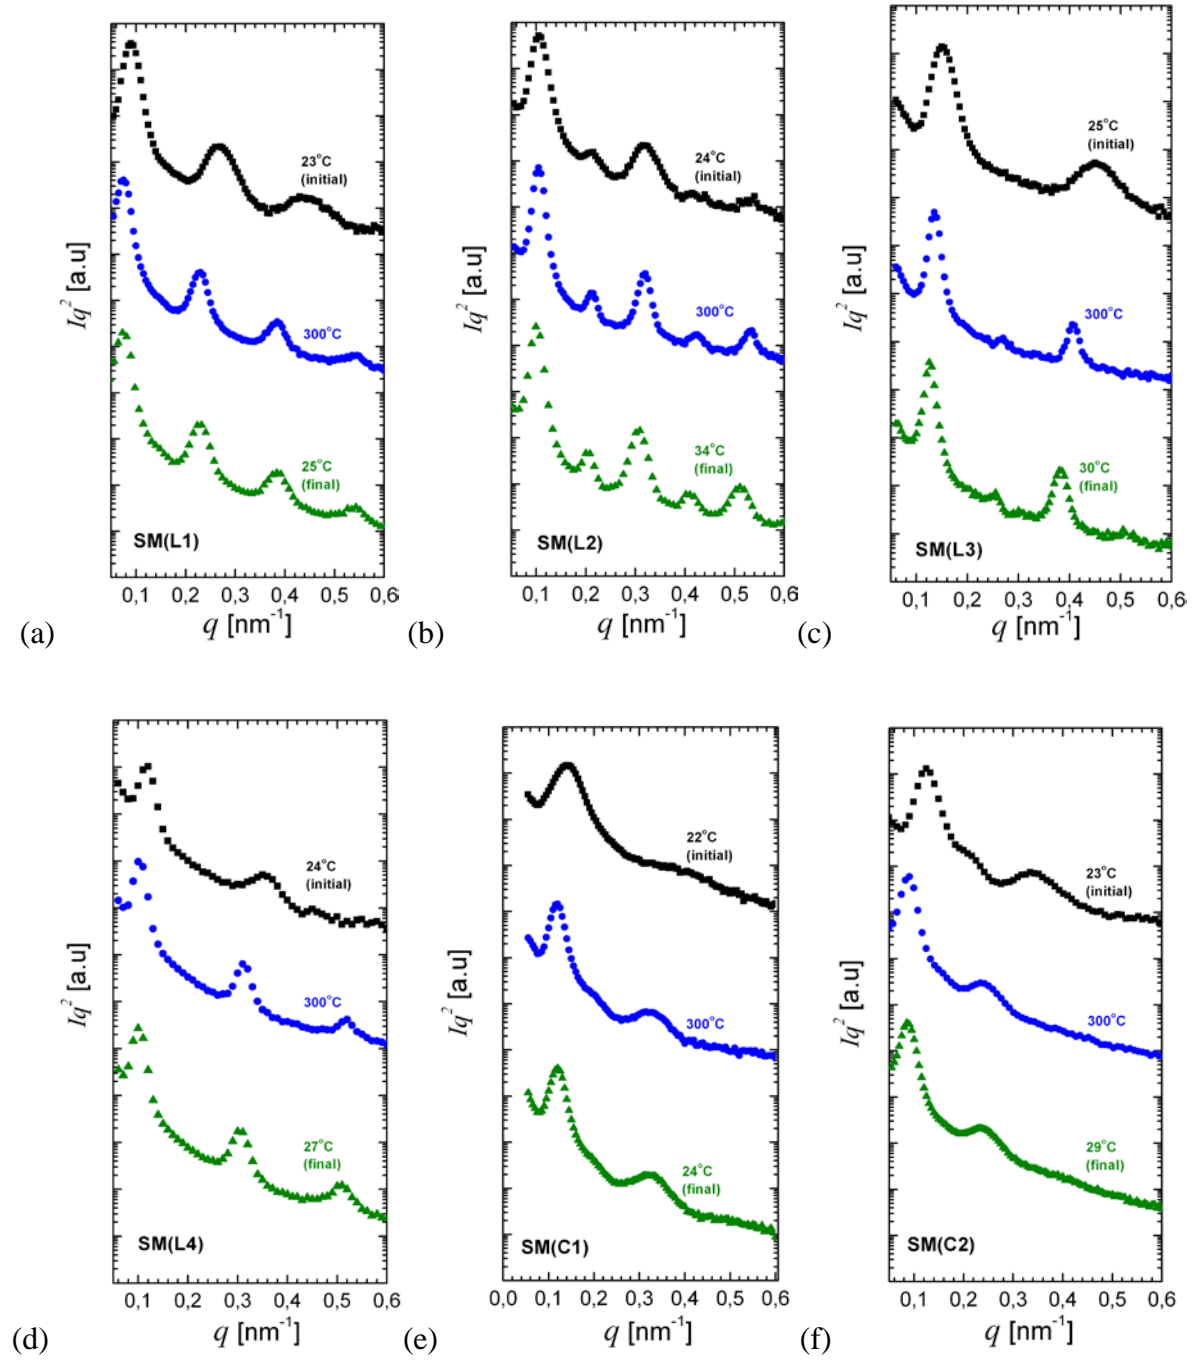 Iq² [a.u]
23°C
(initial)
300°C
25°C
(final)
SM(L1)
0,1 0,2 0,3 0,4 0,5 0,6
q [nm⁻¹]
(a)
Iq² [a.u]
24°C
(initial)
300°C
34°C
(final)
SM(L2)
0,1 0,2 0,3 0,4 0,5 0,6
q [nm⁻¹]
(b)
Iq² [a.u]
25°C
(initial)
300°C
30°C
(final)
SM(L3)
0,1 0,2 0,3 0,4 0,5 0,6
q [nm⁻¹]
(c)
Iq² [a.u]
24°C
(initial)
300°C
27°C
(final)
SM(L4)
0,1 0,2 0,3 0,4 0,5 0,6
q [nm⁻¹]
(d)
Iq² [a.u]
22°C
(initial)
300°C
24°C
(final)
SM(C1)
0,0 0,1 0,2 0,3 0,4 0,5 0,6
q [nm⁻¹]
(e)
Iq² [a.u]
23°C
(initial)
300°C
29°C
(final)
SM(C2)
0,1 0,2 0,3 0,4 0,5 0,6
q [nm⁻¹]
(f)